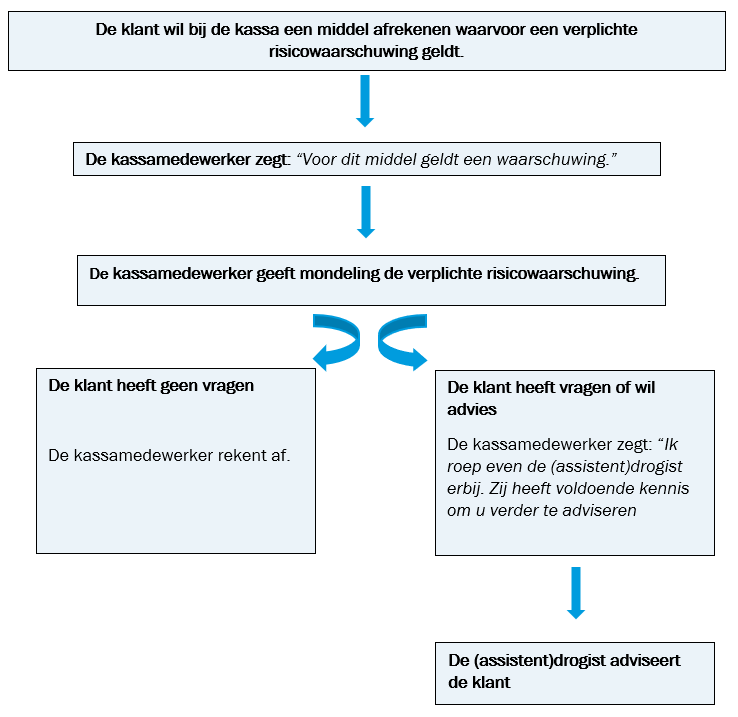 De klant wil bij de kassa een middel afrekenen waarvoor een verplichte
risicowaarschuwing geldt.
De kassamedewerker zegt: “Voor dit middel geldt een waarschuwing.”
De kassamedewerker geeft mondeling de verplichte risicowaarschuwing.
De klant heeft geen vragen
De kassamedewerker rekent af.
De klant heeft vragen of wil
advies
De kassamedewerker zegt: “Ik
roep even de (assistent)drogist
erbij. Zij heeft voldoende kennis
om u verder te adviseren
De (assistent)drogist adviseert
de klant